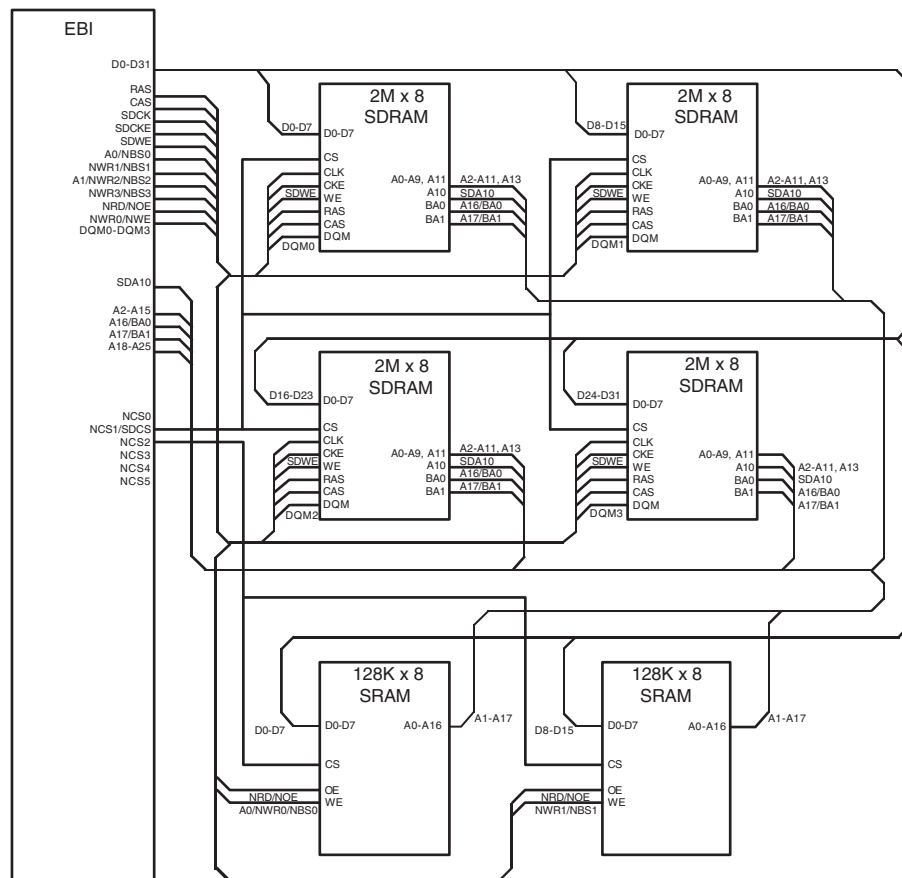 EBI
D0-D31
RAS
CAS
SDCK
SDCKE
SDWE
A0/NBS0
NWR1/NBS1
A1/NWR2/NBS2
NWR3/NBS3
NRD/NOE
NWR0/NWE
DQM0-DQM3
SDA10
A2-A15
A16/BA0
A17/BA1
A18-A25
NCS0
NCS1/SDCS
NCS2
NCS3
NCS4
NCS5
2M x 8
SDRAM
D0-D7
D0-D7
CS
CLK
CKE
SDWE
WE
RAS
CAS
DQM
DQM0
A0-A9, A11
A10
BA0
BA1
A2-A11, A13
SDA10
A16/BA0
A17/BA1
2M x 8
SDRAM
D8-D15
D0-D7
CS
CLK
CKE
SDWE
WE
RAS
CAS
DQM
DQM1
A0-A9, A11
A10
BA0
BA1
A2-A11, A13
SDA10
A16/BA0
A17/BA1
2M x 8
SDRAM
D16-D23
D0-D7
CS
CLK
CKE
SDWE
WE
RAS
CAS
DQM
DQM2
A0-A9, A11
A10
BA0
BA1
A2-A11, A13
SDA10
A16/BA0
A17/BA1
2M x 8
SDRAM
D24-D31
D0-D7
CS
CLK
CKE
SDWE
WE
RAS
CAS
DQM
DQM3
A0-A9, A11
A10
BA0
BA1
A2-A11, A13
SDA10
A16/BA0
A17/BA1
128K x 8
SRAM
D0-D7
D0-D7
A0-A16
A1-A17
CS
OE
NRD/NOE
WE
A0/NWR0/NBS0
128K x 8
SRAM
D8-D15
D0-D7
A0-A16
A1-A17
CS
OE
NRD/NOE
WE
NWR1/NBS1